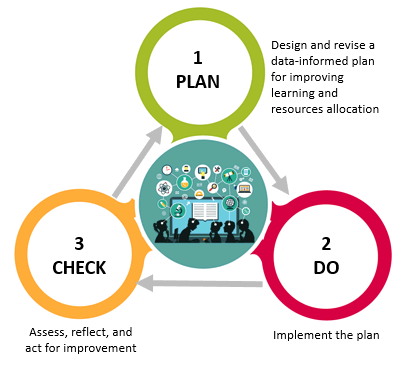 1
PLAN
Design and revise a
data-informed plan
for improving
learning and
resources allocation
2
DO
Implement the plan
3
CHECK
Assess, reflect, and
act for improvement